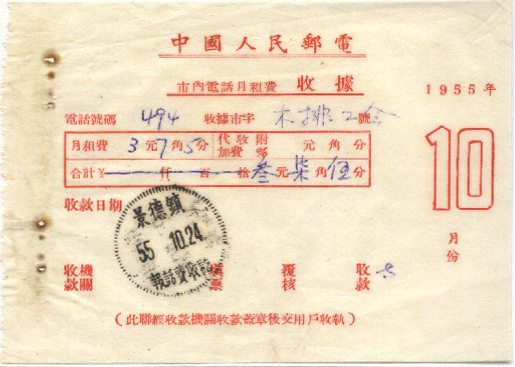 中國人民郵電
市內電話月租費 收據
1955年
電話號碼 494 收據市字 木排工会 號
月租費 3元7角5分 代收附加費 % 元角分
合計¥ 仟 百 拾叁元柒角伍分
10
月份
收款日期
景德鎮
55.10.24
收款機關 票 覆核 收款
(此聯經收款機關收款蓋章後交用戶收執)